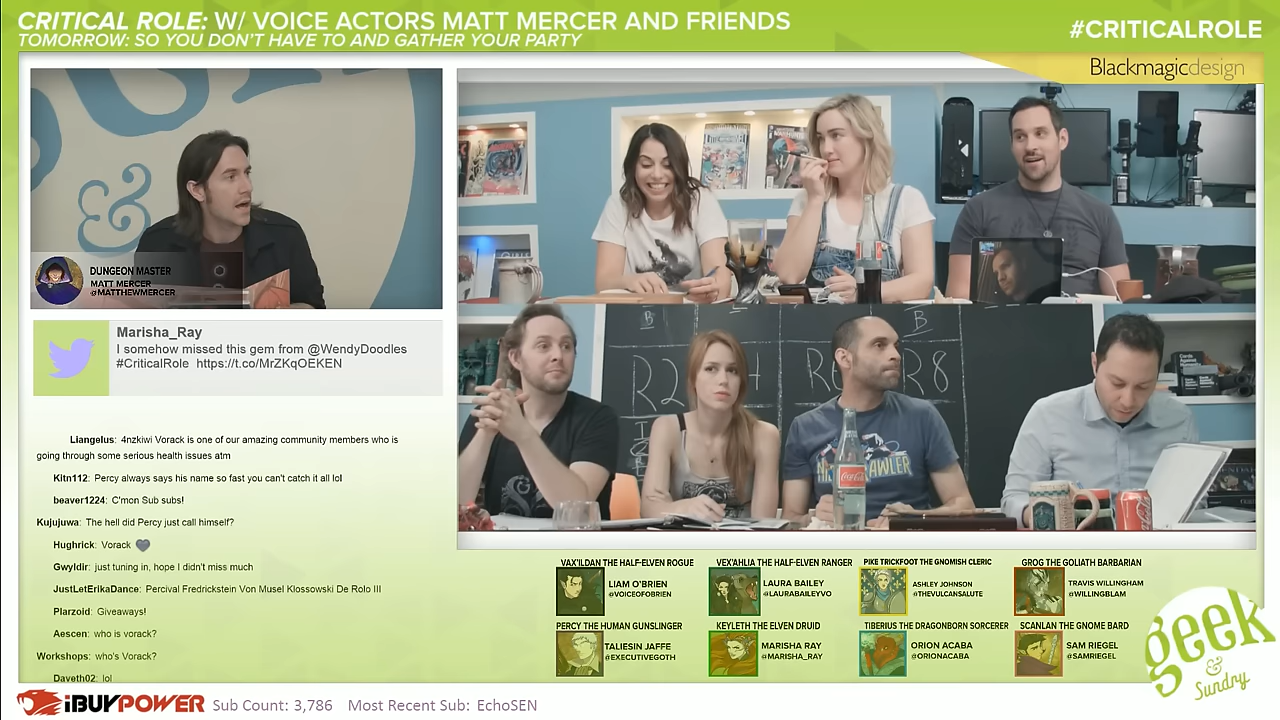 CRITICAL ROLE: W/ VOICE ACTORS MATT MERCER AND FRIENDS
TOMORROW: SO YOU DON'T HAVE TO AND GATHER YOUR PARTY
#CRITICALROLE
Blackmagicdesign
DUNGEON MASTER
MATT MERCER
@MATTHEWMERCER
Marisha_Ray
I somehow missed this gem from @WendyDoodles
#CriticalRole https://t.co/MrZKqOEKEN
Liangelus: 4nzkiwi Vorack is one of our amazing community members who is
going through some serious health issues atm
Kitn112: Percy always says his name so fast you can't catch it all lol
beaver1224: C'mon Sub subs!
Kujujuwa: The hell did Percy just call himself?
Hughrick: Vorack
Gwyldir: just tuning in, hope I didn't miss much
JustLetErikaDance: Percival Fredrickstein Von Musel Klossowski De Rolo III
Plarzoid: Giveaways!
Aescen: who is vorack?
Workshops: who's Vorack?
Daveth02: lol
B
B
R2
H
R8
Coca-Cola
Coca-Cola
VAX'ILDAN THE HALF-ELVEN ROGUE
LIAM O'BRIEN
@VOICEOFOBRIEN
VEX'AHLIA THE HALF-ELVEN RANGER
LAURA BAILEY
@LAURABAILEYVO
PIKE TRICKFOOT THE GNOMISH CLERIC
ASHLEY JOHNSON
@THEVULCANSALUTE
GROG THE GOLIATH BARBARIAN
TRAVIS WILLINGHAM
@WILLINGBLAM
PERCY THE HUMAN GUNSLINGER
TALIESIN JAFFE
@EXECUTIVEGOTH
KEYLETH THE ELVEN DRUID
MARISHA RAY
@MARISHA_RAY
TIBERIUS THE DRAGONBORN SORCERER
ORION ACABA
@ORIONACABA
SCANLAN THE GNOME BARD
SAM RIEGEL
@SAMRIEGEL
geek
&
Sundry
iBUYPOWER
Sub Count: 3,786 Most Recent Sub: EchoSEN